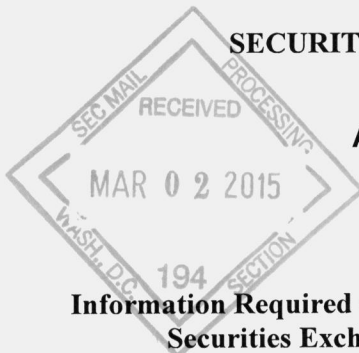 SECURIT
SEC MAIL PROCESSING
RECEIVED
A
MAR 0 2 2015
WASH., D.C. SECTION
194
Information Required
Securities Exch